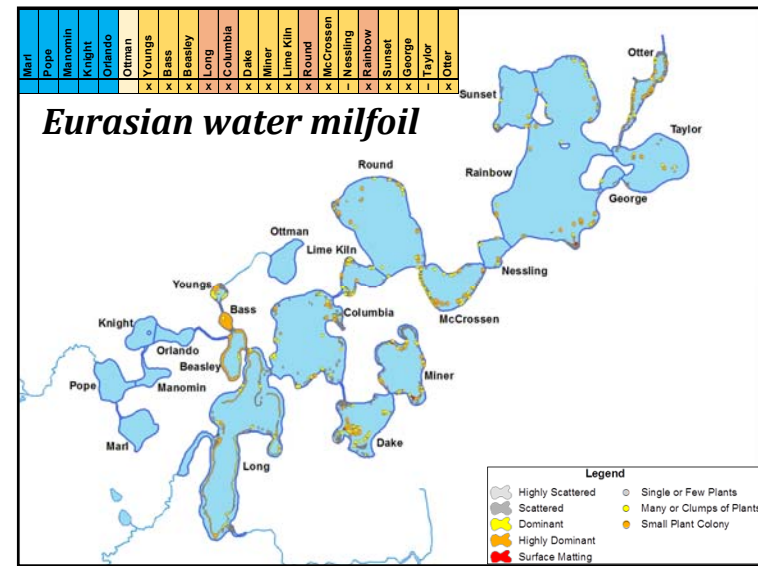 Marl Pope Manomin Knight Orlando Ottman Youngs Bass Beasley Long Columbia Dake Miner Lime Kiln Round McCrossen Nessling Rainbow Sunset George Taylor Otter
X X X X X X X X X X I X X X I X
Eurasian water milfoil
Otter
Sunset
Taylor
Round
Rainbow
George
Ottman
Lime Kiln
Nessling
Youngs
Bass
Columbia
McCrossen
Knight
Orlando
Beasley
Miner
Pope
Manomin
Marl
Dake
Long
Legend
Highly Scattered
Scattered
Dominant
Highly Dominant
Surface Matting
Single or Few Plants
Many or Clumps of Plants
Small Plant Colony